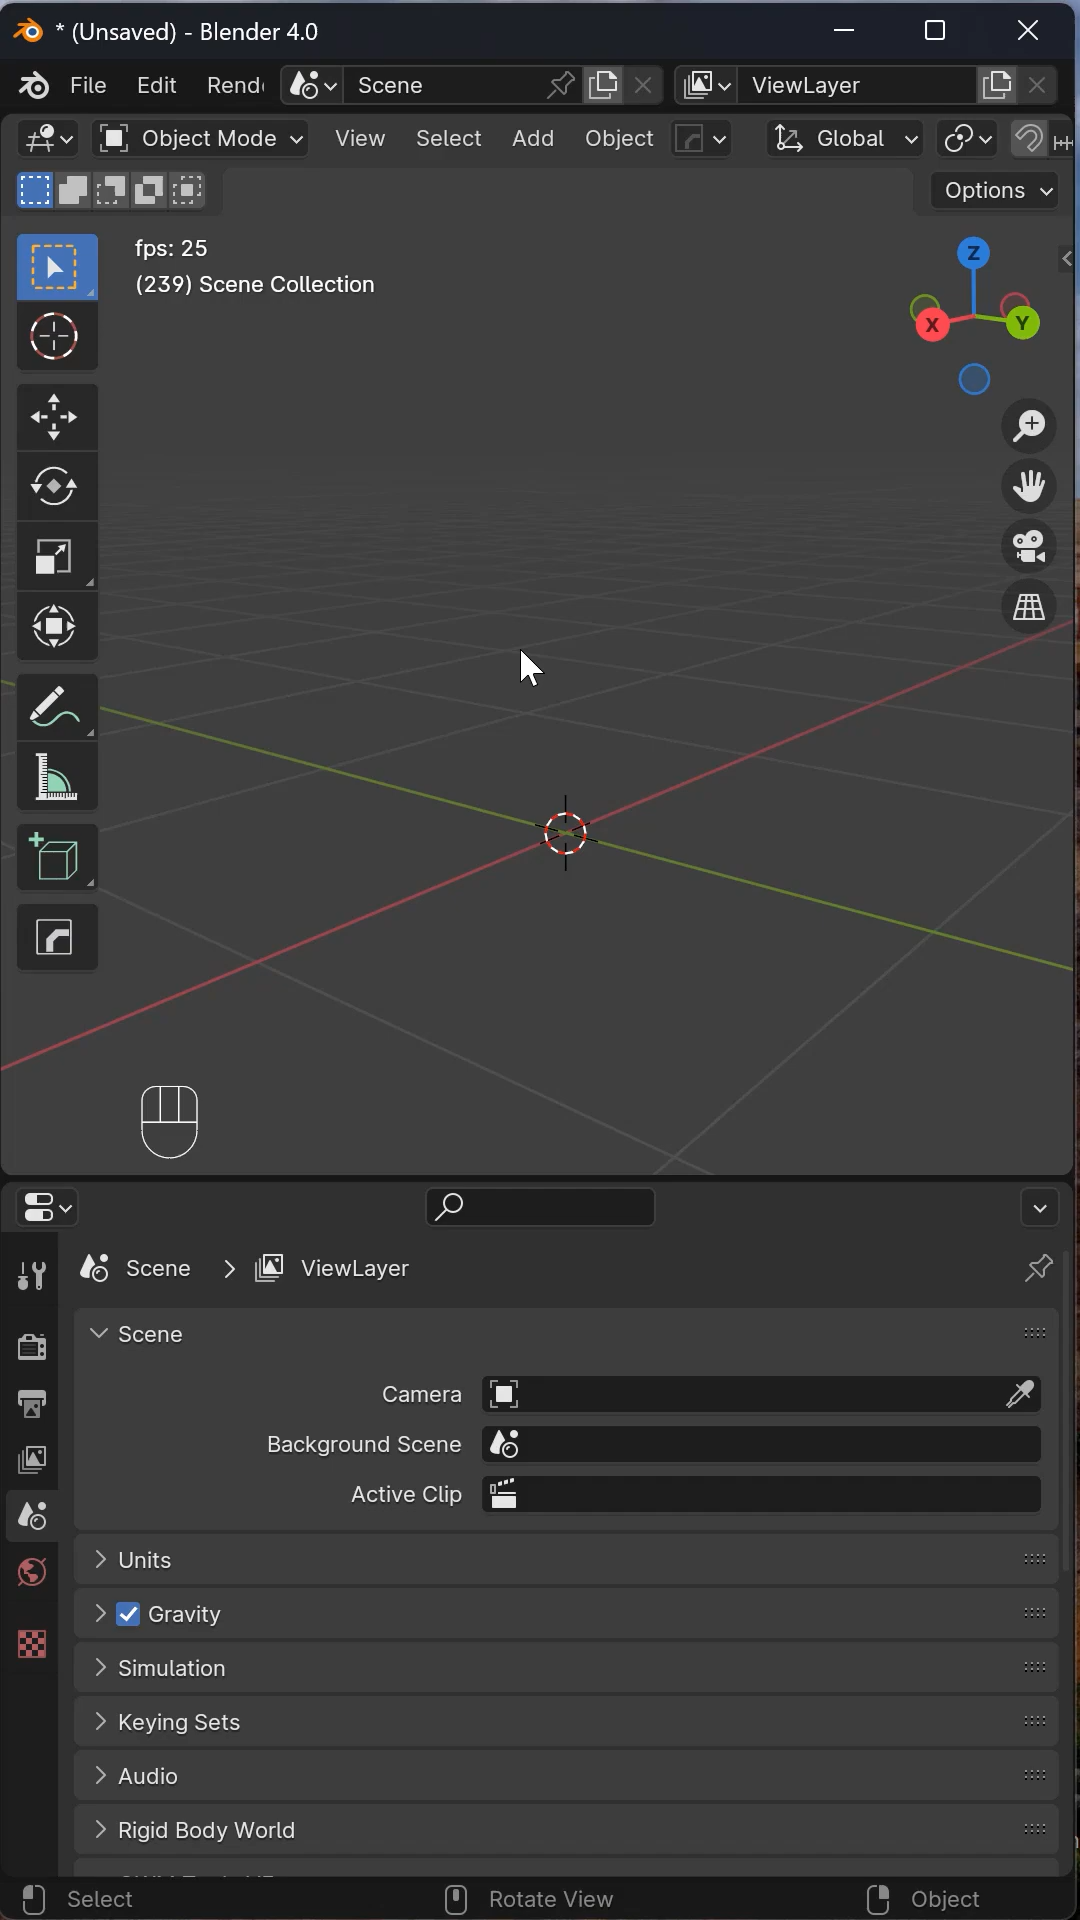 * (Unsaved) - Blender 4.0
File Edit Scene ViewLayer
Object Mode View Select Add Object Global
Options
fps: 25
(239) Scene Collection
Z
X
Y
Scene > ViewLayer
Scene
Camera
Background Scene
Active Clip
Units
Gravity
Simulation
Keying Sets
Audio
Rigid Body World
Select Rotate View Object